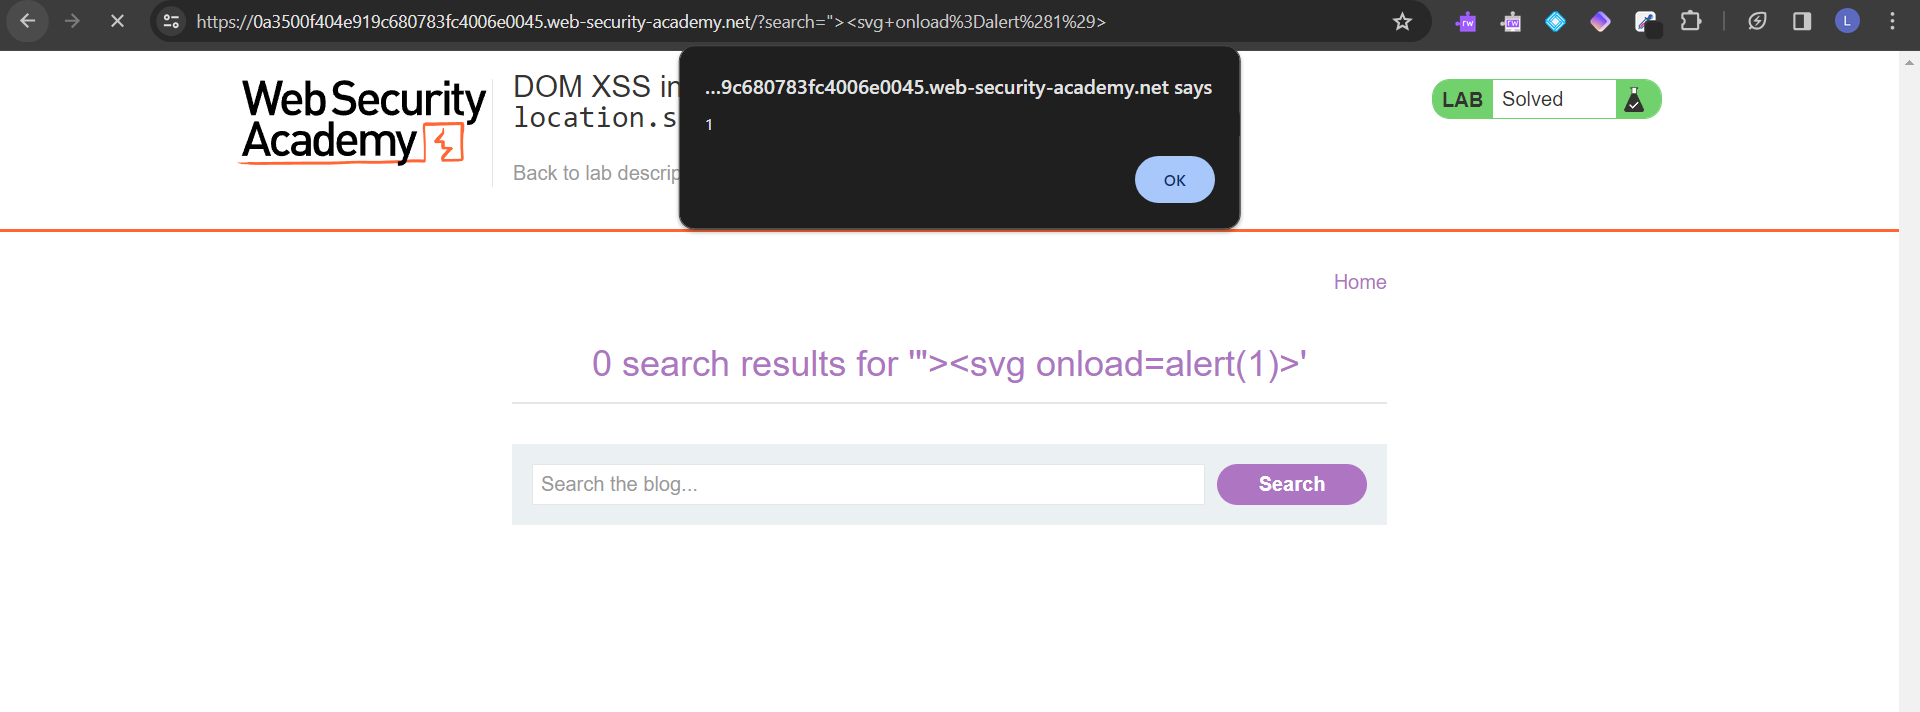 https://0a3500f404e919c680783fc4006e0045.web-security-academy.net/?search="><svg+onload%3Dalert%281%29>
rw
rw
L
Web Security
Academy
DOM XSS in
location.s
Back to lab descrip
...9c680783fc4006e0045.web-security-academy.net says
1
OK
LAB
Solved
Home
0 search results for '"><svg onload=alert(1)>'
Search the blog...
Search